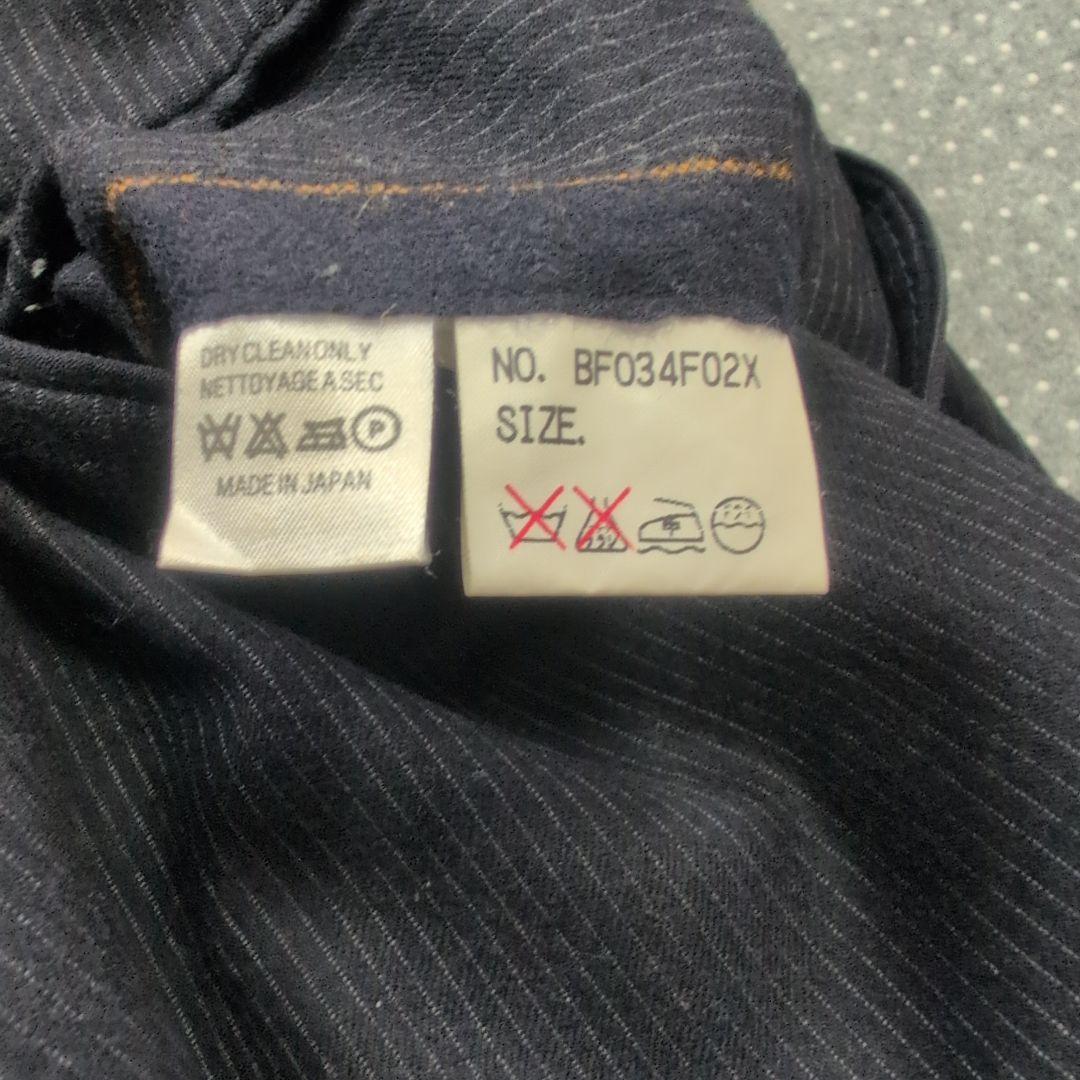 DRY CLEAN ONLY
NETTOYAGE A SEC
P
MADE IN JAPAN
NO. BF034F02X
SIZE.